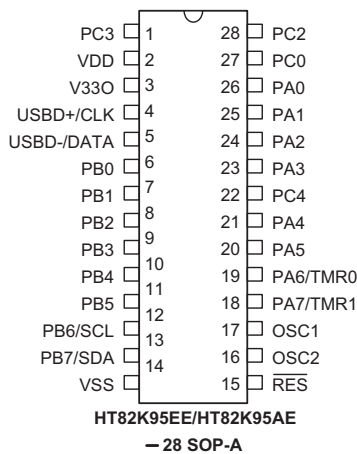 PC3 1 28 PC2
VDD 2 27 PC0
V33O 3 26 PA0
USBD+/CLK 4 25 PA1
USBD-/DATA 5 24 PA2
PB0 6 23 PA3
PB1 7 22 PC4
PB2 8 21 PA4
PB3 9 20 PA5
PB4 10 19 PA6/TMR0
PB5 11 18 PA7/TMR1
PB6/SCL 12 17 OSC1
PB7/SDA 13 16 OSC2
VSS 14 15 RES
HT82K95EE/HT82K95AE
– 28 SOP-A